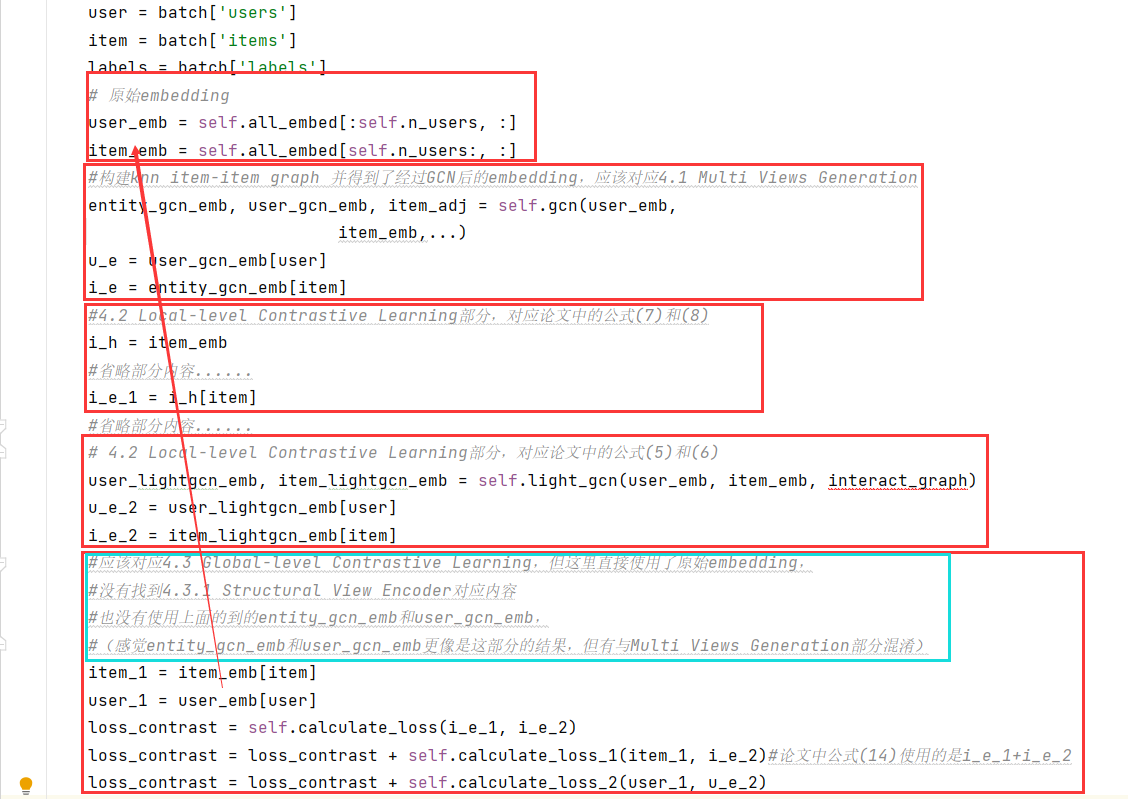 user = batch['users']
item = batch['items']
labels = batch['labels']
# 原始embedding
user_emb = self.all_embed[:self.n_users, :]
item_emb = self.all_embed[self.n_users:, :]
#构建knn item-item graph 并得到了经过GCN后的embedding，应该对应4.1 Multi Views Generation
entity_gcn_emb, user_gcn_emb, item_adj = self.gcn(user_emb,
item_emb,...)
u_e = user_gcn_emb[user]
i_e = entity_gcn_emb[item]
#4.2 Local-level Contrastive Learning部分，对应论文中的公式(7)和(8)
i_h = item_emb
#省略部分内容......
i_e_1 = i_h[item]
#省略部分内容......
# 4.2 Local-level Contrastive Learning部分，对应论文中的公式(5)和(6)
user_lightgcn_emb, item_lightgcn_emb = self.light_gcn(user_emb, item_emb, interact_graph)
u_e_2 = user_lightgcn_emb[user]
i_e_2 = item_lightgcn_emb[item]
#应该对应4.3 Global-level Contrastive Learning，但这里直接使用了原始embedding，
#没有找到4.3.1 Structural View Encoder对应内容
#也没有使用上面的到的entity_gcn_emb和user_gcn_emb，
#（感觉entity_gcn_emb和user_gcn_emb更像是这部分的结果，但有与Multi Views Generation部分混淆）
item_1 = item_emb[item]
user_1 = user_emb[user]
loss_contrast = self.calculate_loss(i_e_1, i_e_2)
loss_contrast = loss_contrast + self.calculate_loss_1(item_1, i_e_2)#论文中公式(14)使用的是i_e_1+i_e_2
loss_contrast = loss_contrast + self.calculate_loss_2(user_1, u_e_2)